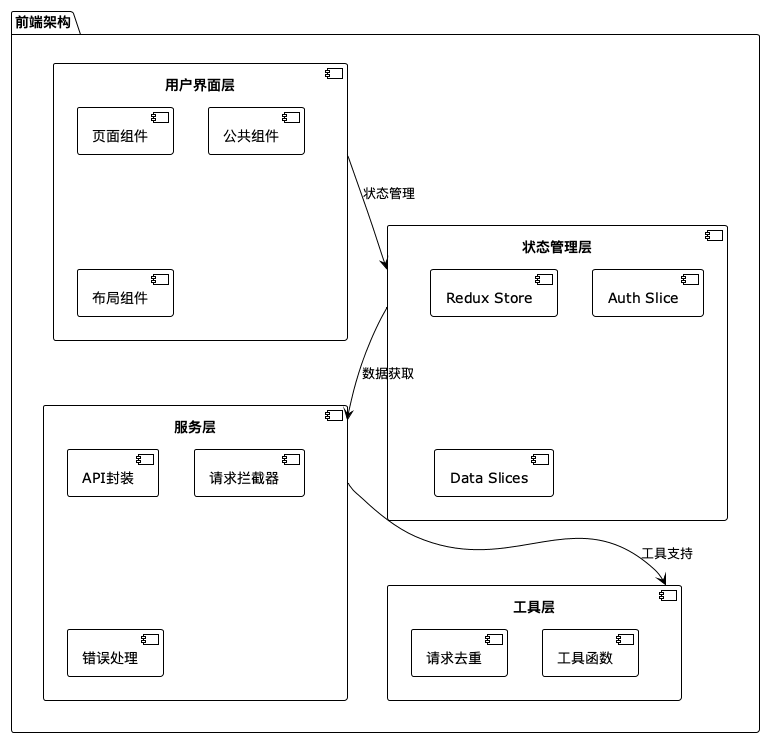 前端架构
用户界面层
页面组件
公共组件
布局组件
状态管理
状态管理层
Redux Store
Auth Slice
Data Slices
数据获取
服务层
API封装
请求拦截器
错误处理
工具支持
工具层
请求去重
工具函数